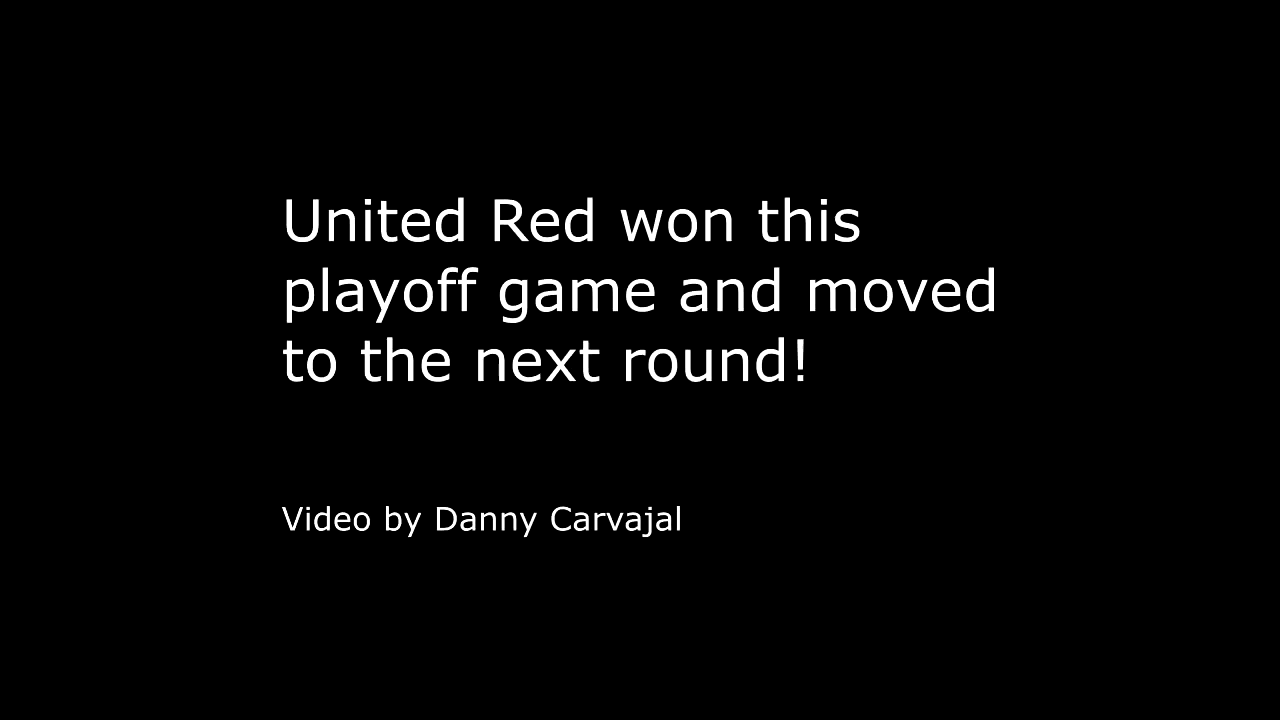 United Red won this
playoff game and moved
to the next round!
Video by Danny Carvajal